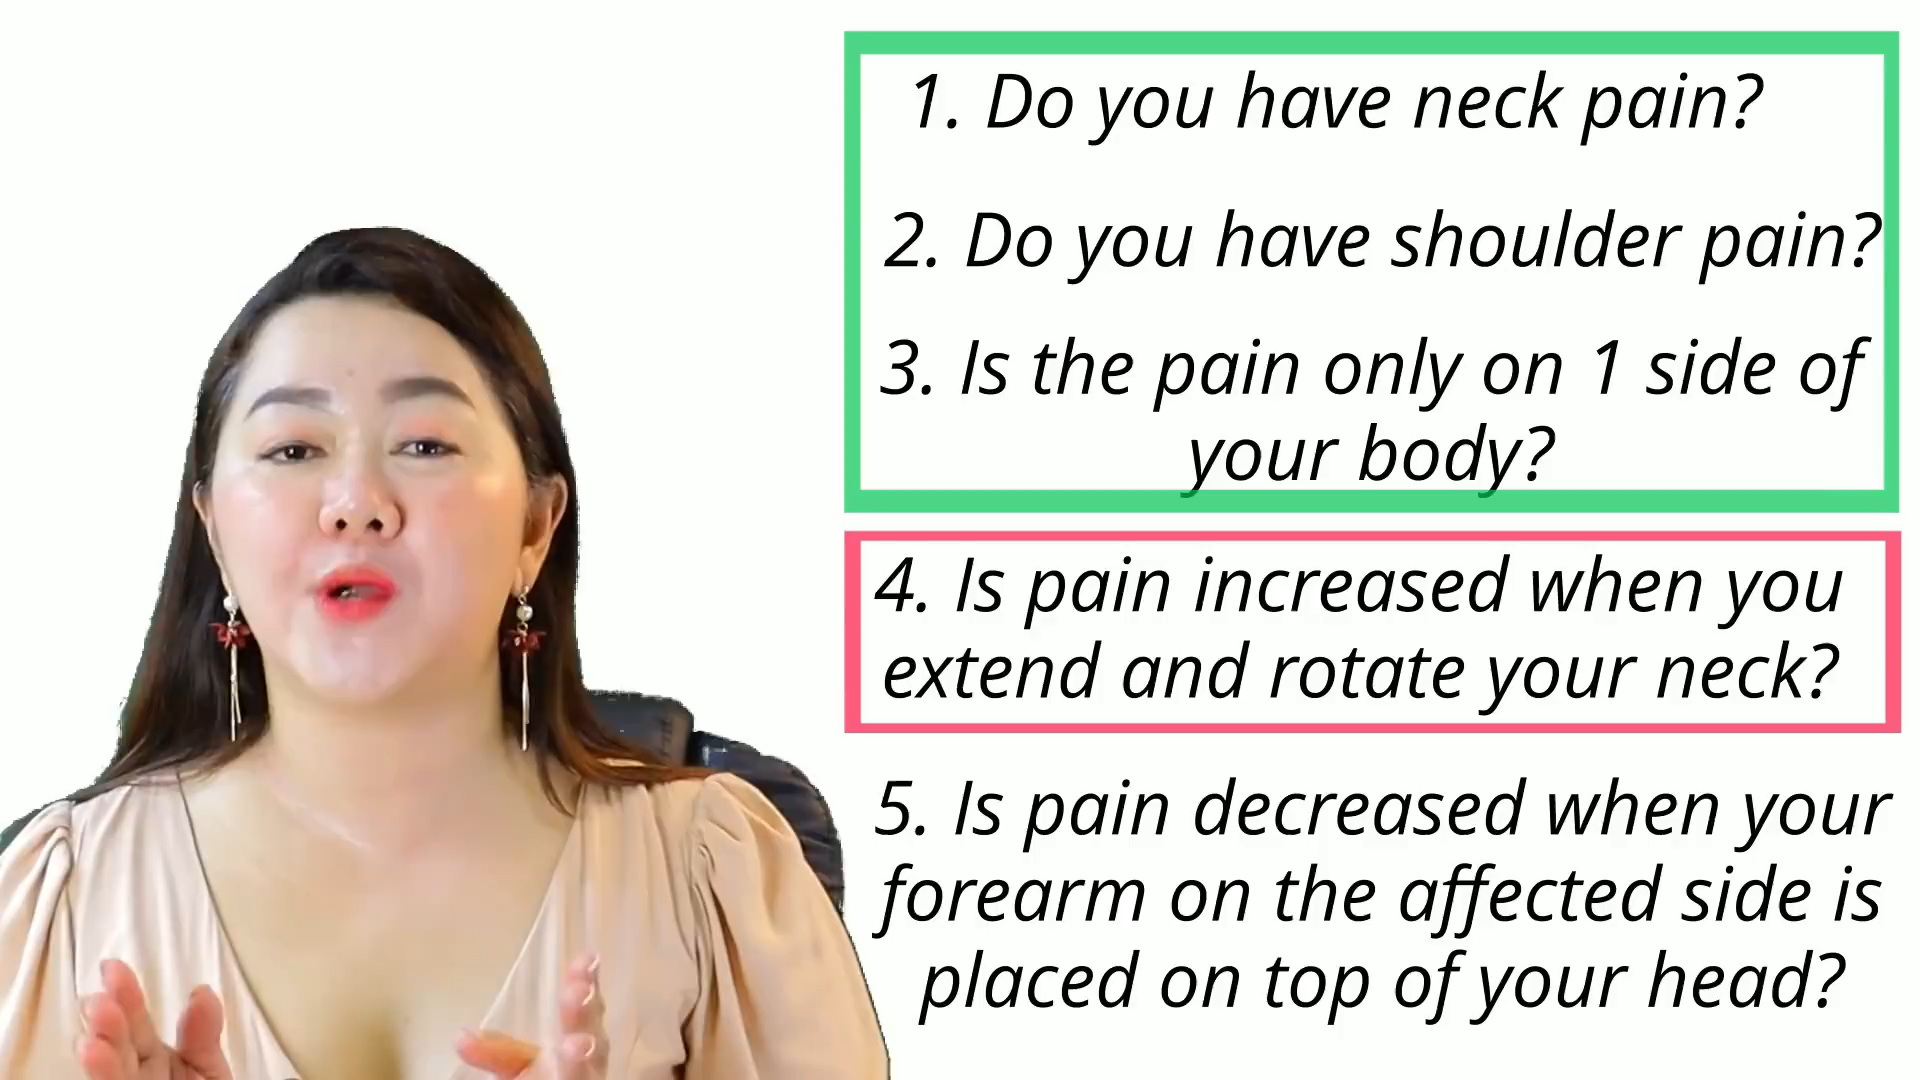 1. Do you have neck pain?
2. Do you have shoulder pain?
3. Is the pain only on 1 side of
your body?
4. Is pain increased when you
extend and rotate your neck?
5. Is pain decreased when your
forearm on the affected side is
placed on top of your head?